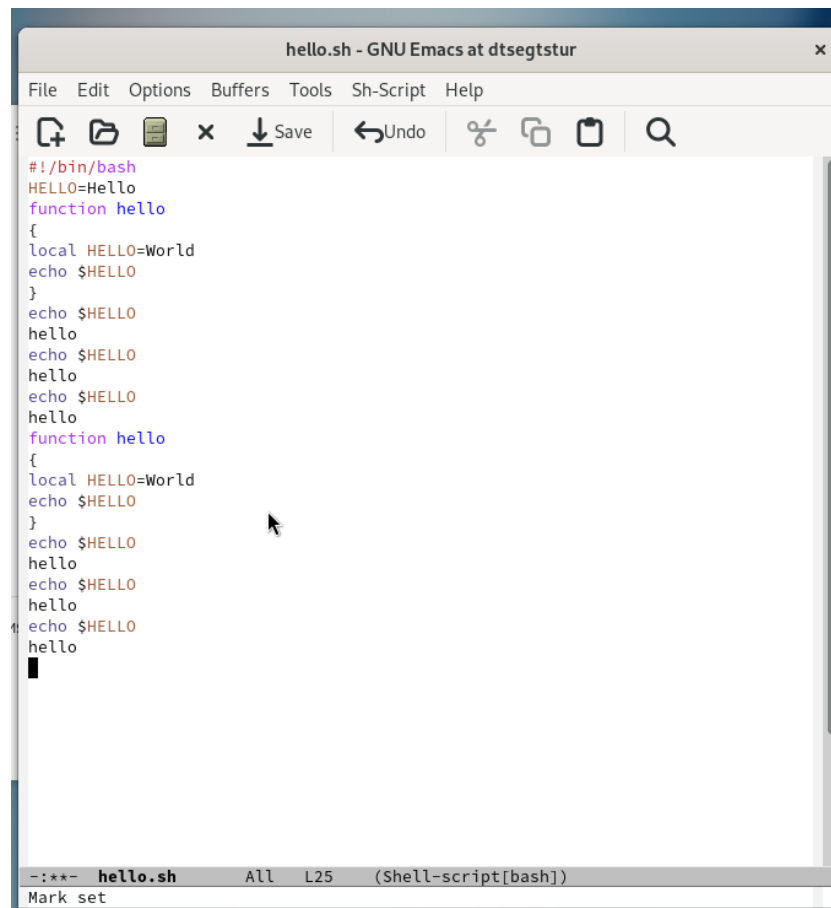 hello.sh - GNU Emacs at dtsegtstur
File Edit Options Buffers Tools Sh-Script Help
Save Undo
#!/bin/bash
HELLO=Hello
function hello
{
local HELLO=World
echo $HELLO
}
echo $HELLO
hello
echo $HELLO
hello
echo $HELLO
hello
function hello
{
local HELLO=World
echo $HELLO
}
echo $HELLO
hello
echo $HELLO
hello
echo $HELLO
hello
-:**- hello.sh All L25 (Shell-script[bash])
Mark set